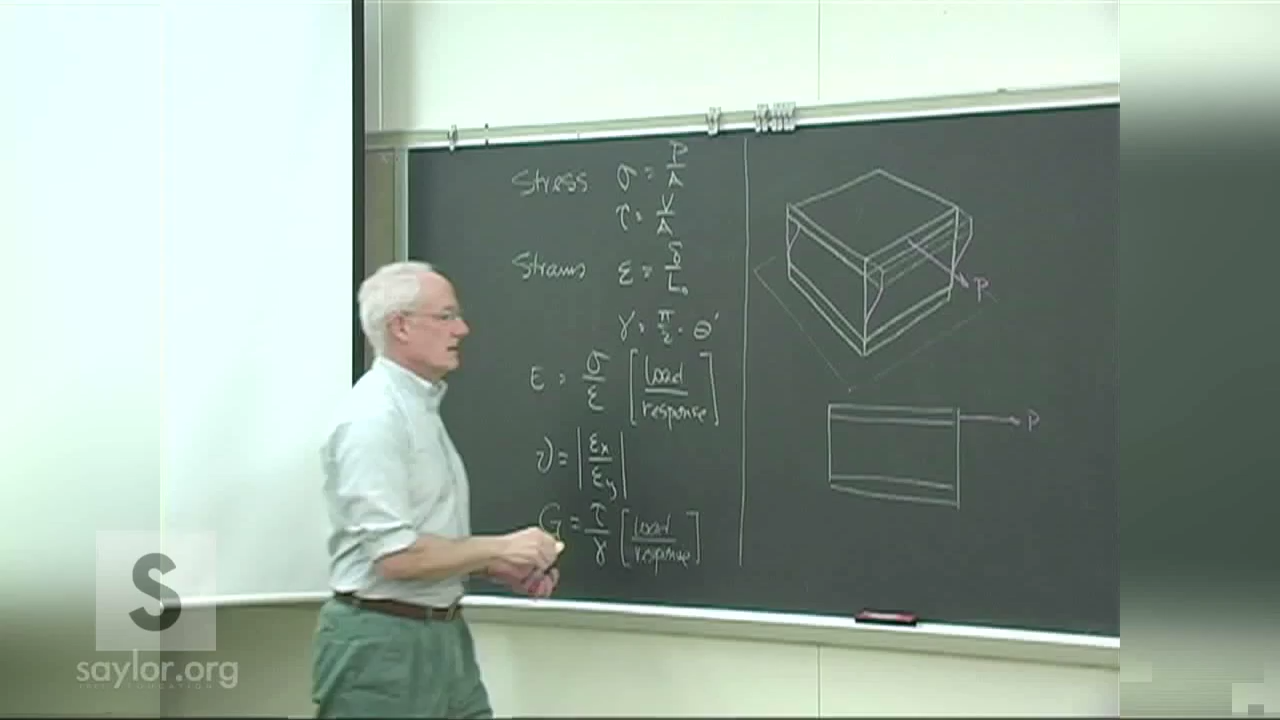 Stress σ = P/A
τ = V/A
Strains ε = δ/L₀
γ = π/2 - θ'
E = σ/ε [load/response]
ν = |εx/εy|
G = τ/γ [load/response]
P
P
S
saylor.org